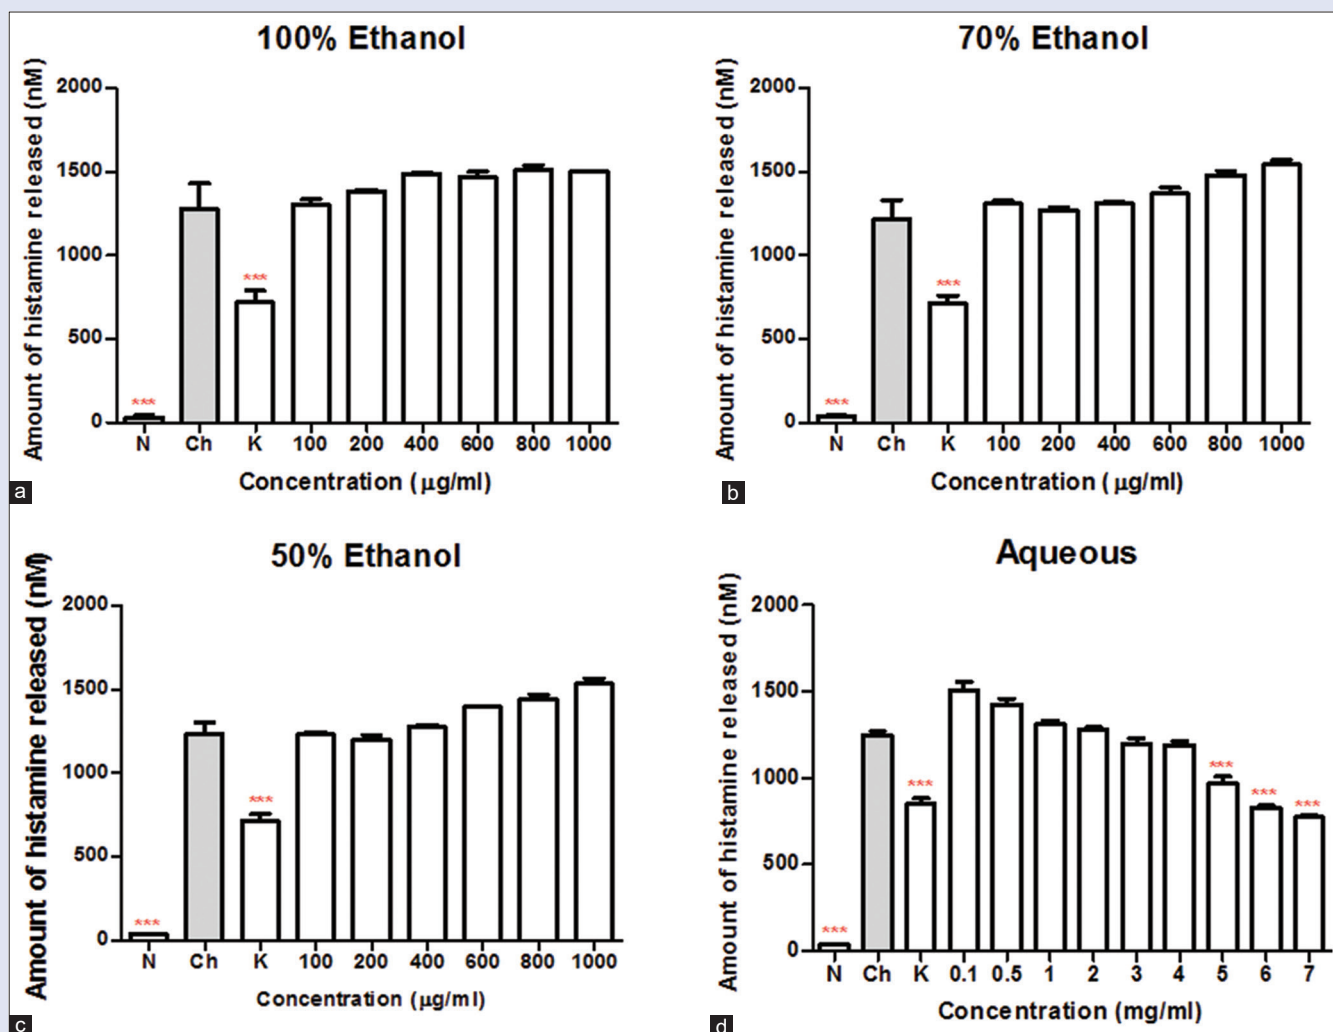 100% Ethanol
Amount of histamine released (nM)
2000
1500
1000
500
0
***
***
N Ch K 100 200 400 600 800 1000
Concentration (μg/ml)
a
70% Ethanol
Amount of histamine released (nM)
2000
1500
1000
500
0
***
***
N Ch K 100 200 400 600 800 1000
Concentration (μg/ml)
b
50% Ethanol
Amount of histamine released (nM)
2000
1500
1000
500
0
***
***
N Ch K 100 200 400 600 800 1000
Concentration (μg/ml)
c
Aqueous
Amount of histamine released (nM)
2000
1500
1000
500
0
***
***
***
***
***
N Ch K 0.1 0.5 1 2 3 4 5 6 7
Concentration (mg/ml)
d